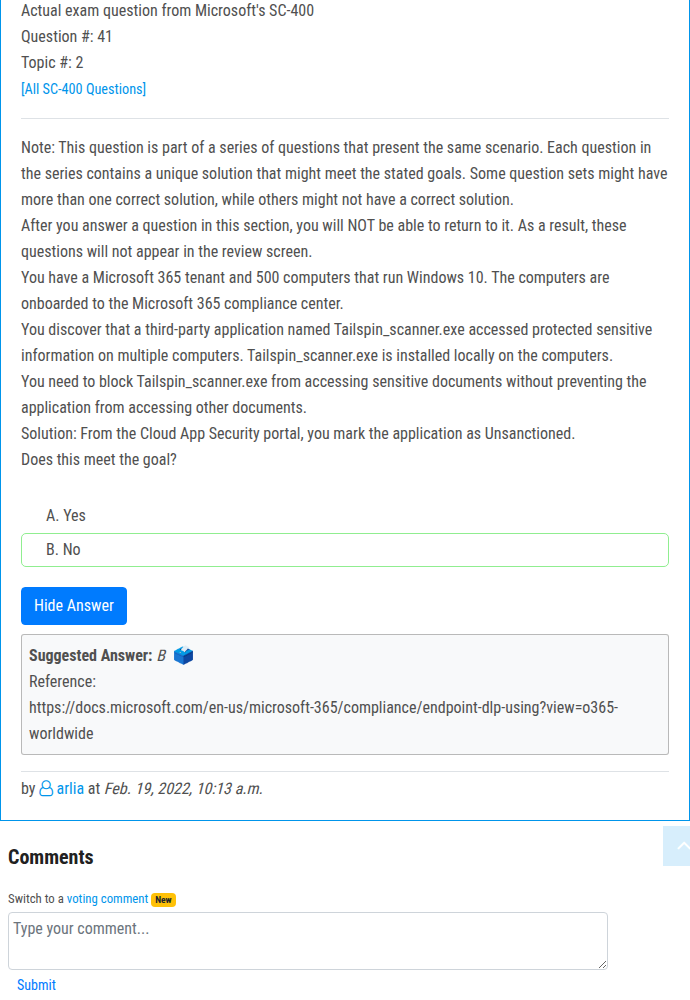 Actual exam question from Microsoft's SC-400
Question #: 41
Topic #: 2
[All SC-400 Questions]
Note: This question is part of a series of questions that present the same scenario. Each question in
the series contains a unique solution that might meet the stated goals. Some question sets might have
more than one correct solution, while others might not have a correct solution.
After you answer a question in this section, you will NOT be able to return to it. As a result, these
questions will not appear in the review screen.
You have a Microsoft 365 tenant and 500 computers that run Windows 10. The computers are
onboarded to the Microsoft 365 compliance center.
You discover that a third-party application named Tailspin_scanner.exe accessed protected sensitive
information on multiple computers. Tailspin_scanner.exe is installed locally on the computers.
You need to block Tailspin_scanner.exe from accessing sensitive documents without preventing the
application from accessing other documents.
Solution: From the Cloud App Security portal, you mark the application as Unsanctioned.
Does this meet the goal?
A. Yes
B. No
Hide Answer
Suggested Answer: B
Reference:
https://docs.microsoft.com/en-us/microsoft-365/compliance/endpoint-dlp-using?view=o365-
worldwide
by arlia at Feb. 19, 2022, 10:13 a.m.
Comments
Switch to a voting comment New
Type your comment...
Submit